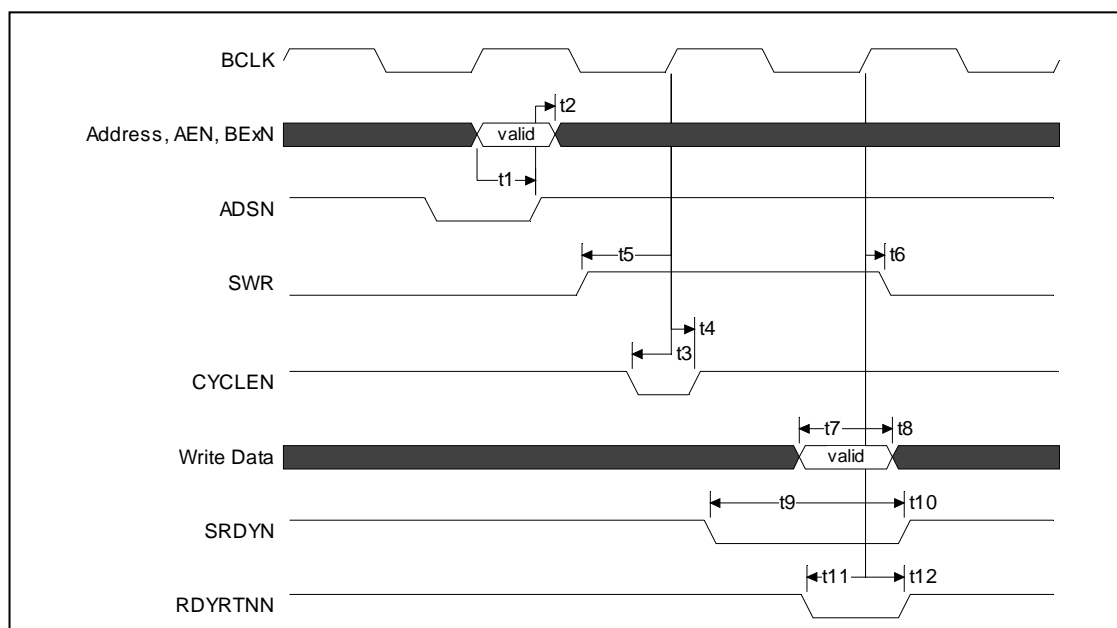 BCLK
t2
Address, AEN, BExN
valid
t1
ADSN
t5
t6
SWR
t4
t3
CYCLEN
t7
t8
Write Data
valid
t9
t10
SRDYN
t11
t12
RDYRTNN